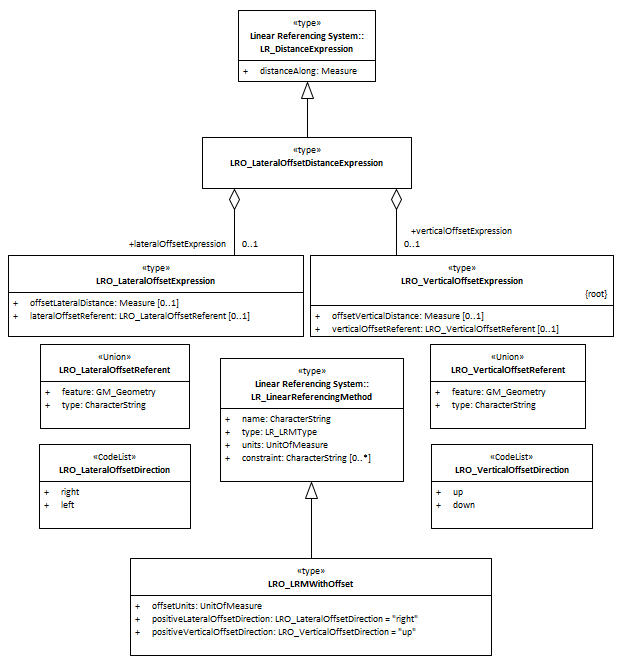 «type»
Linear Referencing System::
LR_DistanceExpression
+ distanceAlong: Measure
«type»
LRO_LateralOffsetDistanceExpression
+lateralOffsetExpression 0..1
+verticalOffsetExpression
0..1
«type»
LRO_LateralOffsetExpression
+ offsetLateralDistance: Measure [0..1]
+ lateralOffsetReferent: LRO_LateralOffsetReferent [0..1]
«type»
LRO_VerticalOffsetExpression
{root}
+ offsetVerticalDistance: Measure [0..1]
+ verticalOffsetReferent: LRO_VerticalOffsetReferent [0..1]
«Union»
LRO_LateralOffsetReferent
+ feature: GM_Geometry
+ type: CharacterString
«type»
Linear Referencing System::
LR_LinearReferencingMethod
+ name: CharacterString
+ type: LR_LRMType
+ units: UnitOfMeasure
+ constraint: CharacterString [0..*]
«Union»
LRO_VerticalOffsetReferent
+ feature: GM_Geometry
+ type: CharacterString
«CodeList»
LRO_LateralOffsetDirection
+ right
+ left
«CodeList»
LRO_VerticalOffsetDirection
+ up
+ down
«type»
LRO_LRMWithOffset
+ offsetUnits: UnitOfMeasure
+ positiveLateralOffsetDirection: LRO_LateralOffsetDirection = "right"
+ positiveVerticalOffsetDirection: LRO_VerticalOffsetDirection = "up"